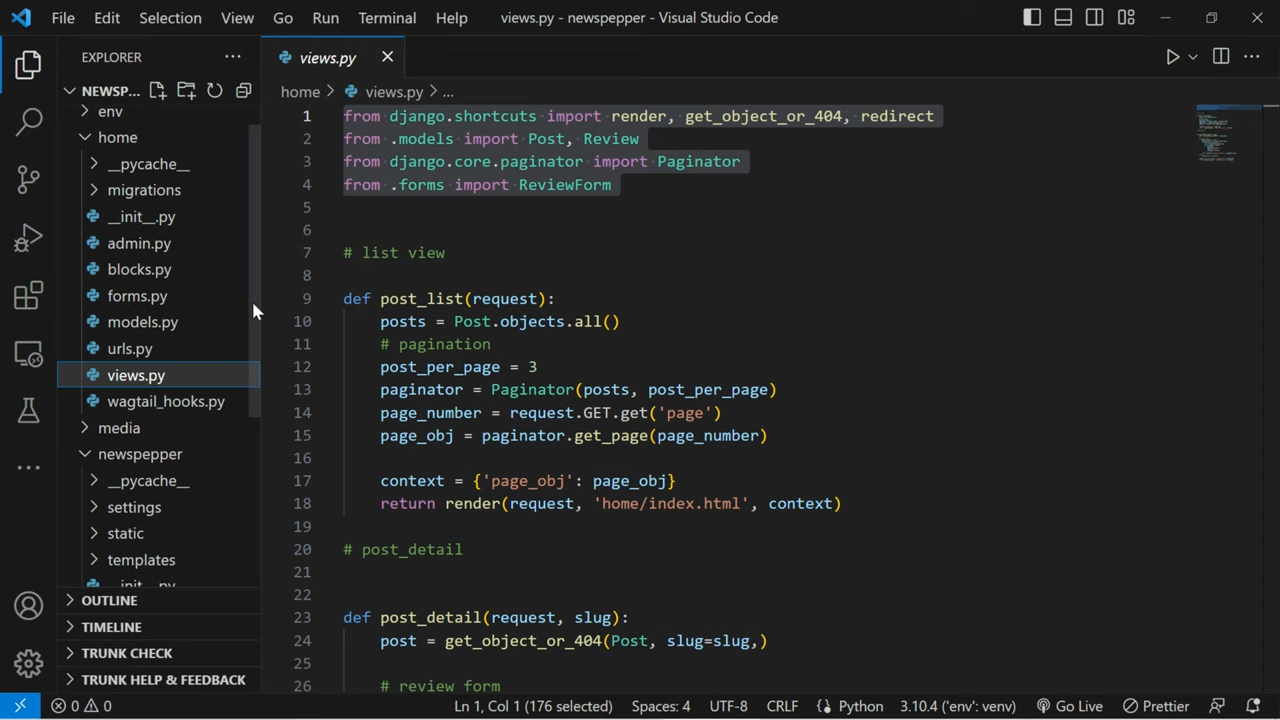 File Edit Selection View Go Run Terminal Help views.py - newspepper - Visual Studio Code
EXPLORER
NEWSP...
env
home
__pycache__
migrations
__init__.py
admin.py
blocks.py
forms.py
models.py
urls.py
views.py
wagtail_hooks.py
media
newspepper
__pycache__
settings
static
templates
__init__.py
OUTLINE
TIMELINE
TRUNK CHECK
TRUNK HELP & FEEDBACK
views.py
home > views.py > ...
1 from django.shortcuts import render, get_object_or_404, redirect
2 from .models import Post, Review
3 from django.core.paginator import Paginator
4 from .forms import ReviewForm
5
6
7 # list view
8
9 def post_list(request):
10 posts = Post.objects.all()
11 # pagination
12 post_per_page = 3
13 paginator = Paginator(posts, post_per_page)
14 page_number = request.GET.get('page')
15 page_obj = paginator.get_page(page_number)
16
17 context = {'page_obj': page_obj}
18 return render(request, 'home/index.html', context)
19
20 # post_detail
21
22
23 def post_detail(request, slug):
24 post = get_object_or_404(Post, slug=slug,)
25
26 # review form
0 0 Ln 1, Col 1 (176 selected) Spaces: 4 UTF-8 CRLF Python 3.10.4 ('env': venv) Go Live Prettier